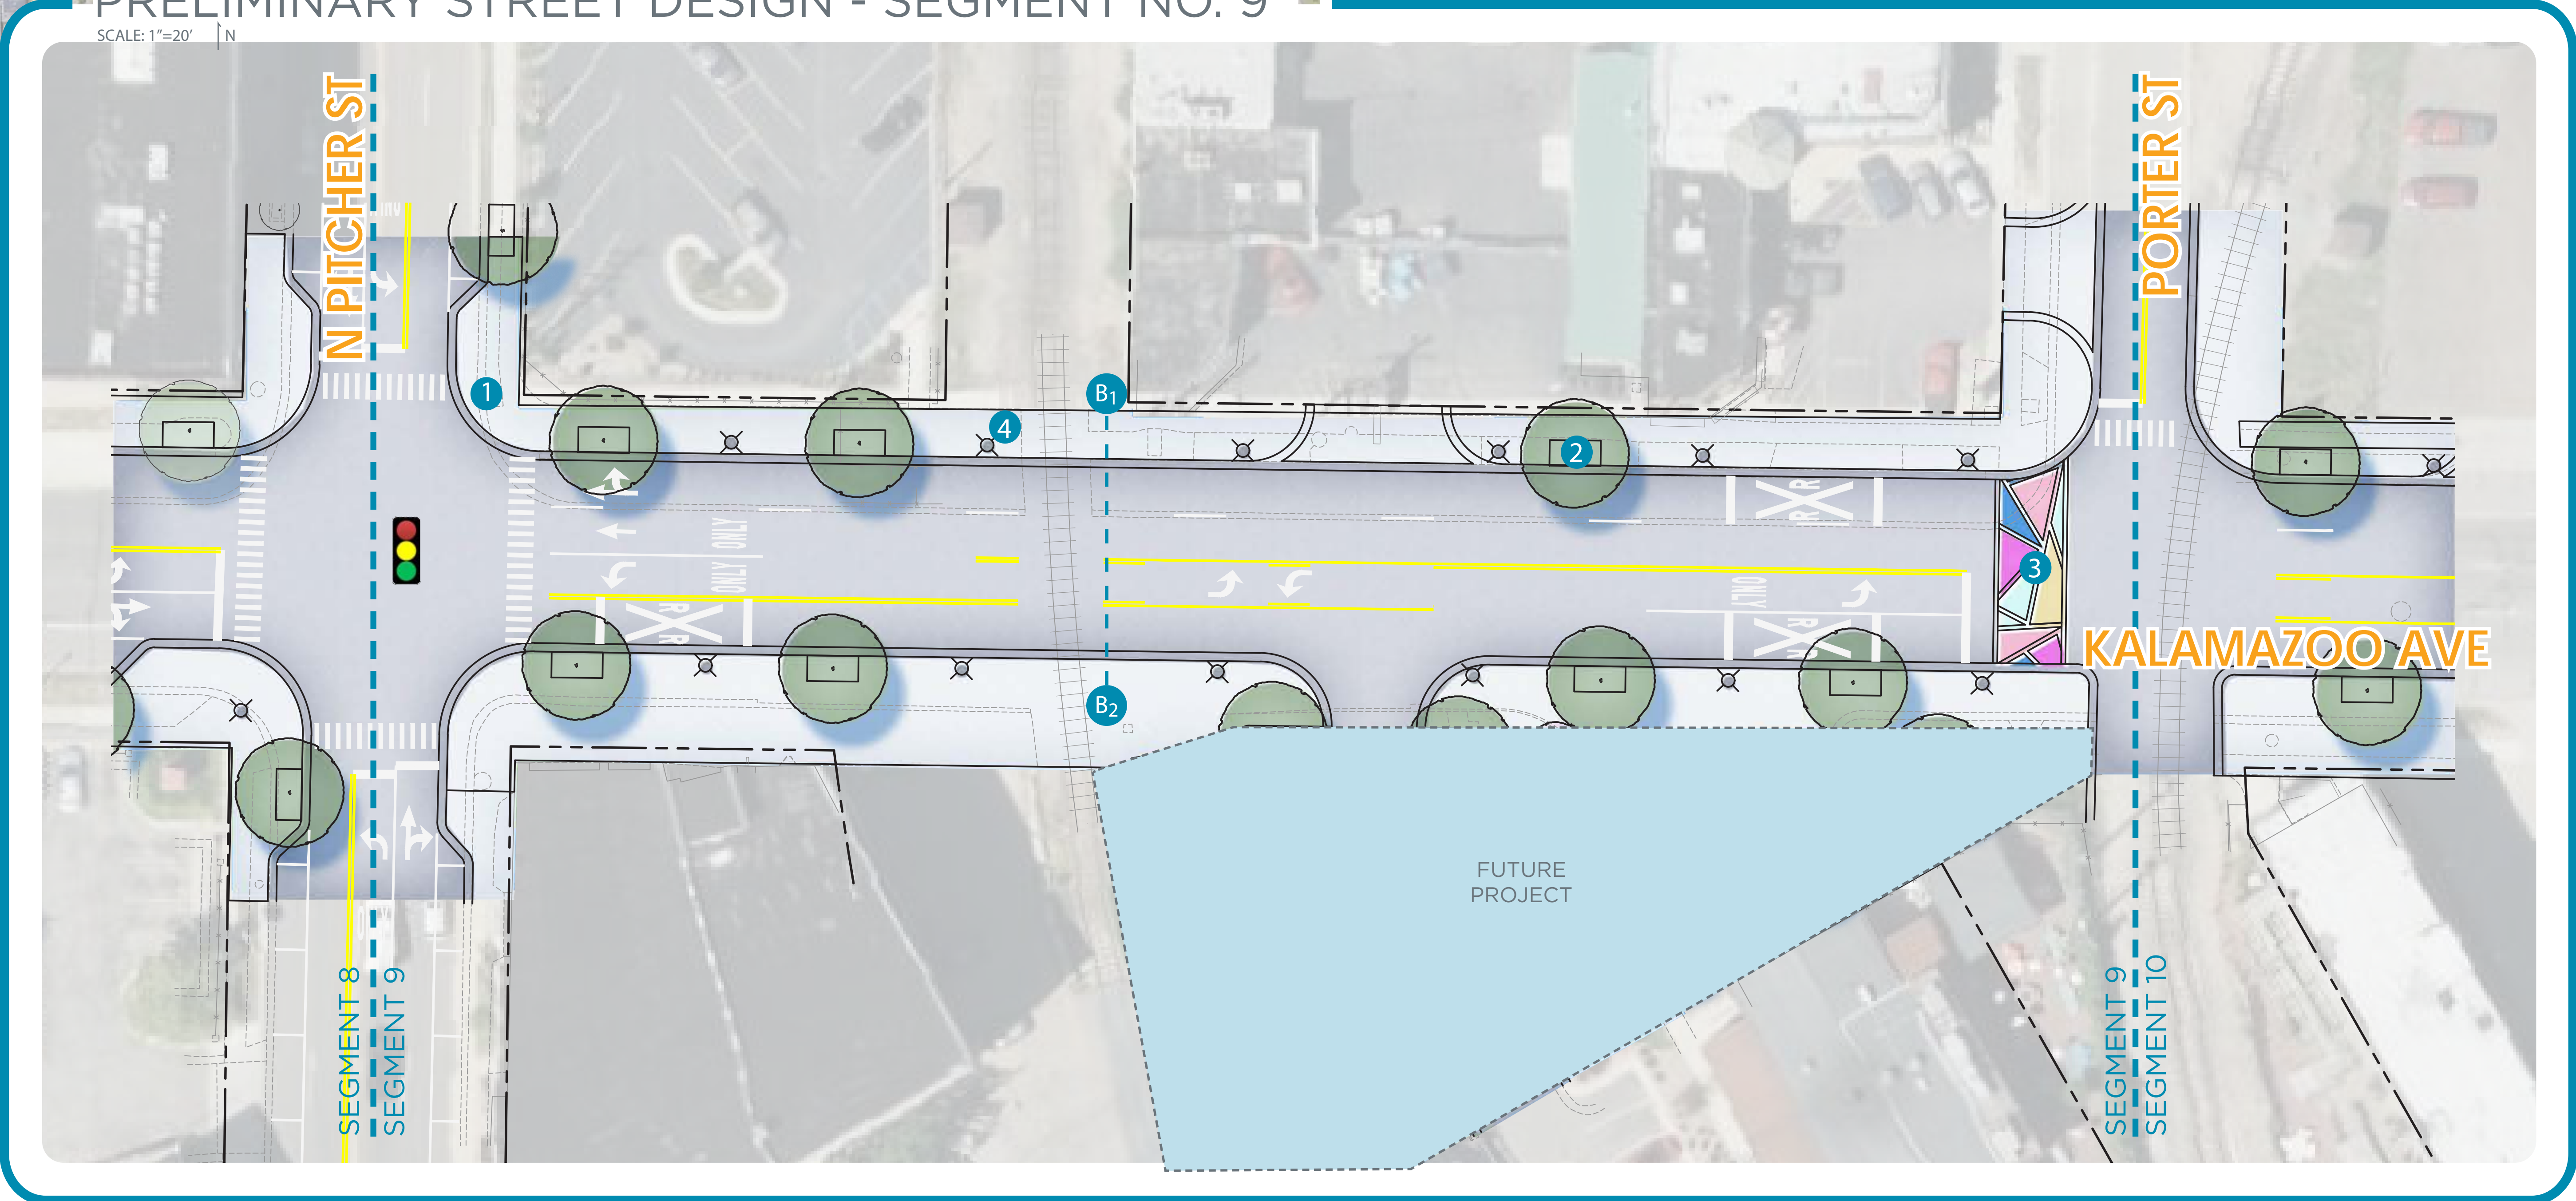 PRELIMINARY STREET DESIGN - SEGMENT NO. 9
SCALE: 1"=20'
N
N PITCHER ST
PORTER ST
1
B1
4
2
R R
ONLY
ONLY
3
ONLY
ONLY
R R
R R
KALAMAZOO AVE
B2
FUTURE
PROJECT
SEGMENT 8
SEGMENT 9
SEGMENT 9
SEGMENT 10